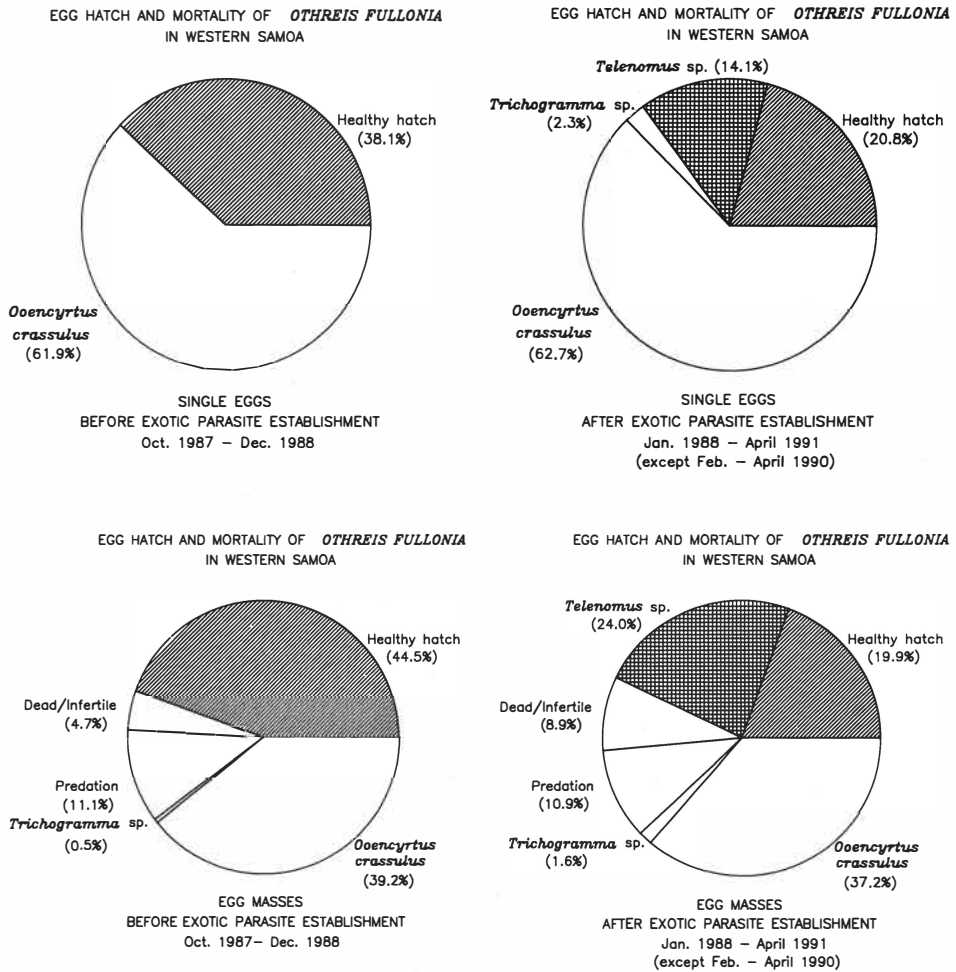 EGG HATCH AND MORTALITY OF OTHREIS FULLONIA
IN WESTERN SAMOA
Healthy hatch
(38.1%)
Ooencyrtus
crassulus
(61.9%)
SINGLE EGGS
BEFORE EXOTIC PARASITE ESTABLISHMENT
Oct. 1987 – Dec. 1988
EGG HATCH AND MORTALITY OF OTHREIS FULLONIA
IN WESTERN SAMOA
Telenomus sp. (14.1%)
Trichogramma sp.
(2.3%)
Healthy hatch
(20.8%)
Ooencyrtus
crassulus
(62.7%)
SINGLE EGGS
AFTER EXOTIC PARASITE ESTABLISHMENT
Jan. 1988 – April 1991
(except Feb. – April 1990)
EGG HATCH AND MORTALITY OF OTHREIS FULLONIA
IN WESTERN SAMOA
Healthy hatch
(44.5%)
Dead/Infertile
(4.7%)
Predation
(11.1%)
Trichogramma sp.
(0.5%)
Ooencyrtus
crassulus
(39.2%)
EGG MASSES
BEFORE EXOTIC PARASITE ESTABLISHMENT
Oct. 1987– Dec. 1988
EGG HATCH AND MORTALITY OF OTHREIS FULLONIA
IN WESTERN SAMOA
Telenomus sp.
(24.0%)
Healthy hatch
(19.9%)
Dead/Infertile
(8.9%)
Predation
(10.9%)
Trichogramma sp.
(1.6%)
Ooencyrtus
crassulus
(37.2%)
EGG MASSES
AFTER EXOTIC PARASITE ESTABLISHMENT
Jan. 1988 – April 1991
(except Feb. – April 1990)